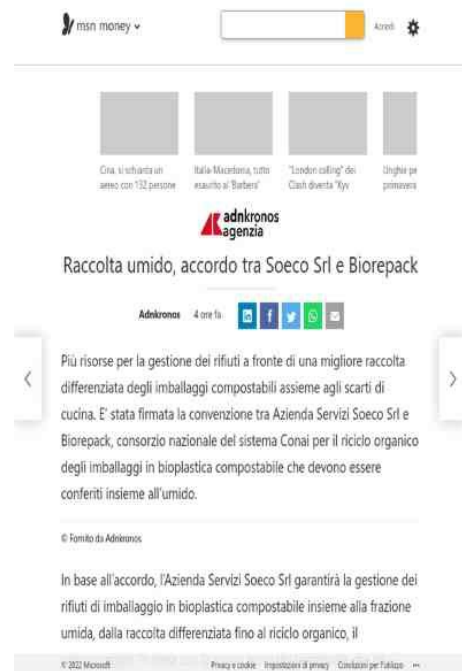 msn money
Accedi
Cina, si schianta un
aereo con 132 persone
Italia-Macedonia, tutto
esaurito al 'Barbera'
"London calling" dei
Clash diventa "Kyiv
Unghie pe
primavera
adnkronos
agenzia
Raccolta umido, accordo tra Soeco Srl e Biorepack
Adnkronos 4 ore fa
Più risorse per la gestione dei rifiuti a fronte di una migliore raccolta
differenziata degli imballaggi compostabili assieme agli scarti di
cucina. E' stata firmata la convenzione tra Azienda Servizi Soeco Srl e
Biorepack, consorzio nazionale del sistema Conai per il riciclo organico
degli imballaggi in bioplastica compostabile che devono essere
conferiti insieme all'umido.
© Fornito da Adnkronos
In base all'accordo, l'Azienda Servizi Soeco Srl garantirà la gestione dei
rifiuti di imballaggio in bioplastica compostabile insieme alla frazione
umida, dalla raccolta differenziata fino al riciclo organico, il
© 2022 Microsoft Privacy e cookie Impostazioni di privacy Condizioni per l'utilizzo